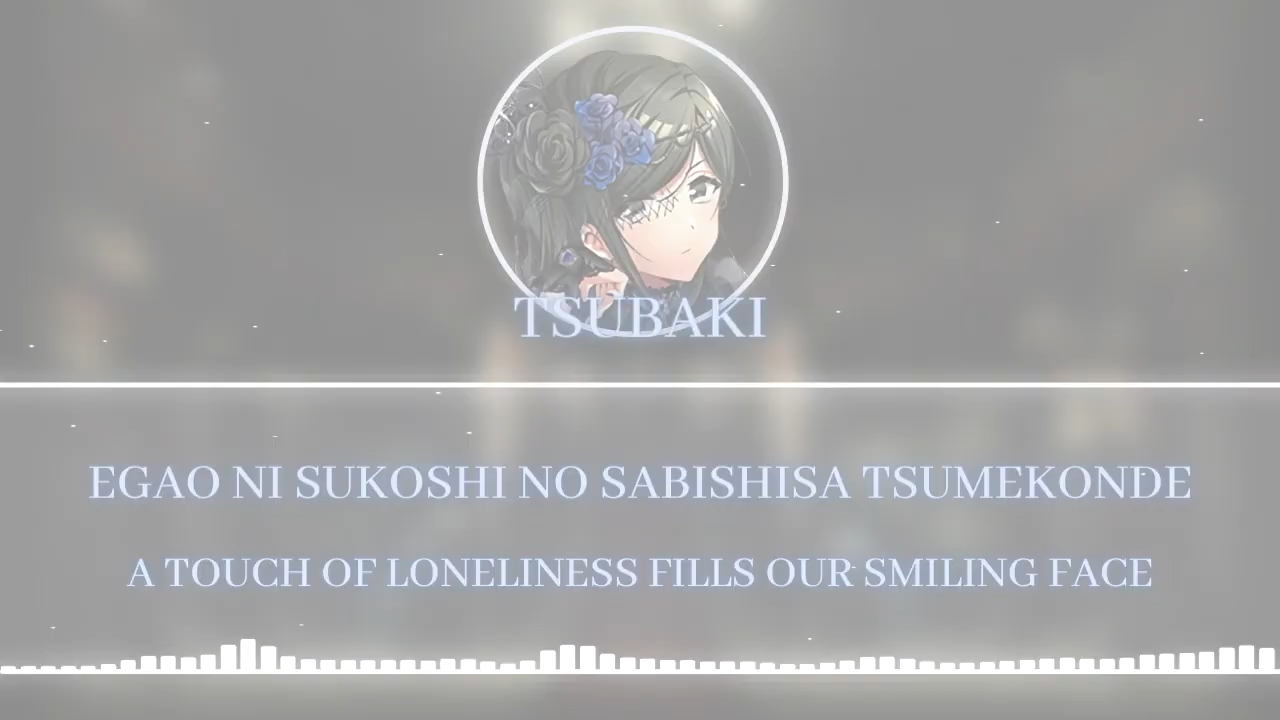 TSUBAKI
EGAO NI SUKOSHI NO SABISHISA TSUMEKONDE
A TOUCH OF LONELINESS FILLS OUR SMILING FACE